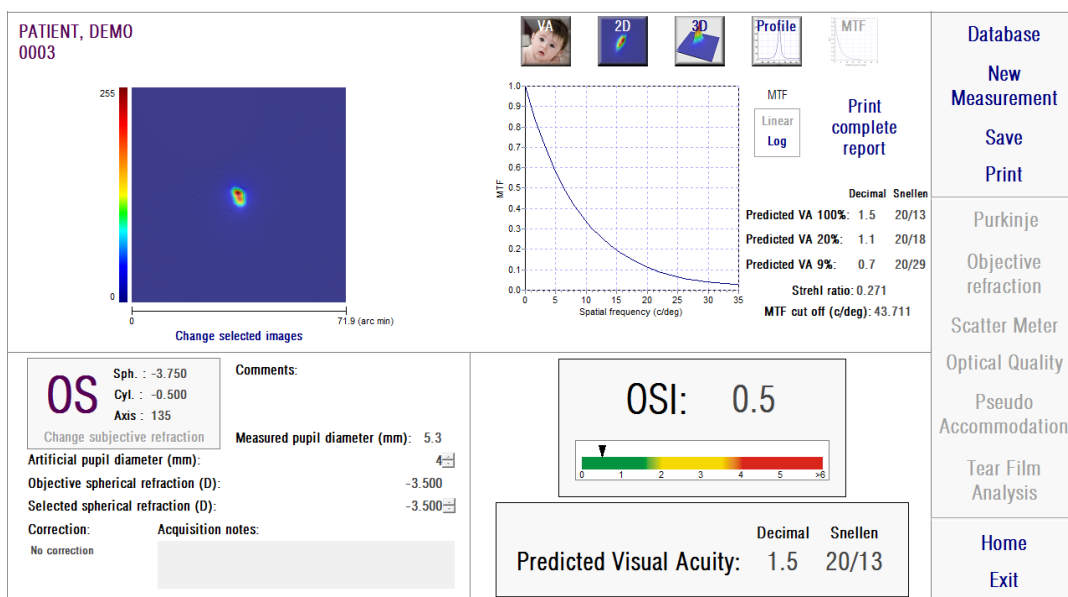 PATIENT, DEMO
0003
VA
2D
3D
Profile
MTF
255
0
0
71.9 (arc min)
Change selected images
MTF
1.0
0.9
0.8
0.7
0.6
0.5
0.4
0.3
0.2
0.1
0.0
0 5 10 15 20 25 30 35
Spatial frequency (c/deg)
MTF
Linear
Log
Print
complete
report
Decimal Snellen
Predicted VA 100%: 1.5 20/13
Predicted VA 20%: 1.1 20/18
Predicted VA 9%: 0.7 20/29
Strehl ratio: 0.271
MTF cut off (c/deg): 43.711
OS
Sph. : -3.750
Cyl. : -0.500
Axis : 135
Change subjective refraction
Comments:
Measured pupil diameter (mm): 5.3
Artificial pupil diameter (mm): 4
Objective spherical refraction (D): -3.500
Selected spherical refraction (D): -3.500
Correction: Acquisition notes:
No correction
OSI: 0.5
0 1 2 3 4 5 >6
Decimal Snellen
Predicted Visual Acuity: 1.5 20/13
Database
New
Measurement
Save
Print
Purkinje
Objective
refraction
Scatter Meter
Optical Quality
Pseudo
Accommodation
Tear Film
Analysis
Home
Exit